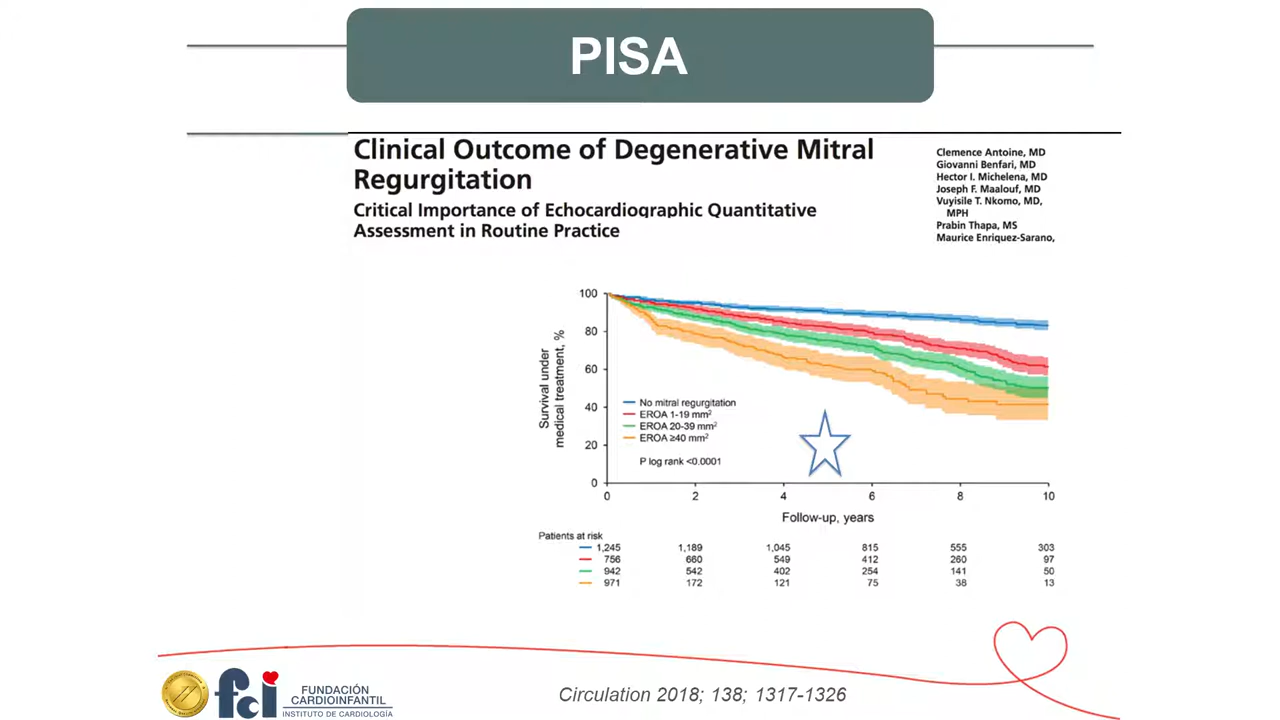 PISA
Clinical Outcome of Degenerative Mitral
Regurgitation
Critical Importance of Echocardiographic Quantitative
Assessment in Routine Practice
Clemence Antoine, MD
Giovanni Benfari, MD
Hector I. Michelena, MD
Joseph F. Maalouf, MD
Vuyisile T. Nkomo, MD,
MPH
Prabin Thapa, MS
Maurice Enriquez-Sarano,
Survival under
medical treatment, %
100
80
60
40
20
0
No mitral regurgitation
EROA 1-19 mm²
EROA 20-39 mm²
EROA ≥40 mm²
P log rank <0.0001
0 2 4 6 8 10
Follow-up, years
Patients at risk
1,245 1,189 1,045 815 555 303
756 660 549 412 260 97
942 542 402 254 141 50
971 172 121 75 38 13
fci
FUNDACIÓN
CARDIOINFANTIL
INSTITUTO DE CARDIOLOGÍA
Circulation 2018; 138; 1317-1326